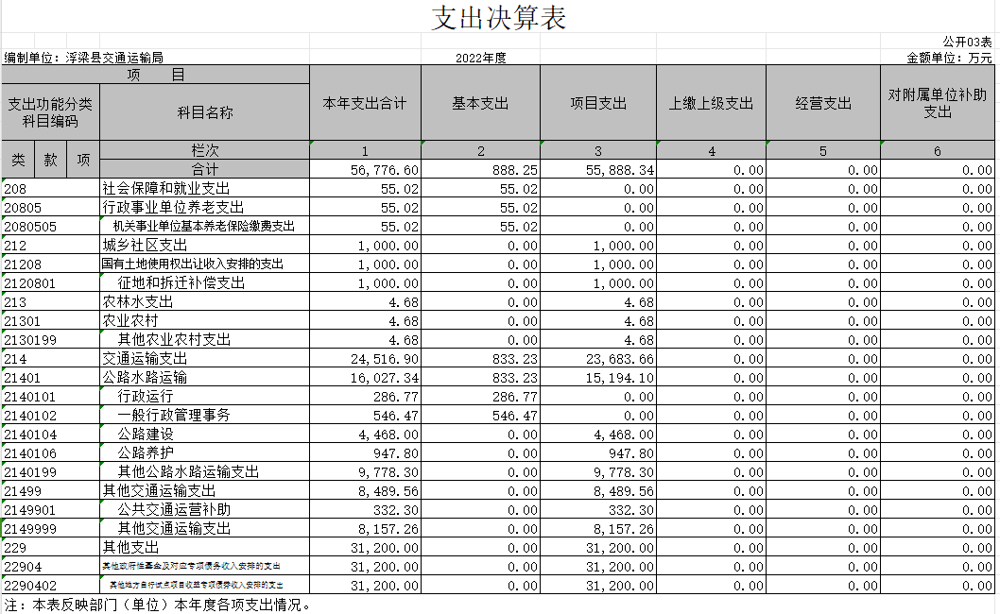 支出决算表
公开03表
编制单位：浮梁县交通运输局 2022年度 金额单位：万元
项 目 本年支出合计 基本支出 项目支出 上缴上级支出 经营支出 对附属单位补助支出
支出功能分类科目编码 科目名称
类 款 项 栏次 1 2 3 4 5 6
合计 56,776.60 888.25 55,888.34 0.00 0.00 0.00
208 社会保障和就业支出 55.02 55.02 0.00 0.00 0.00 0.00
20805 行政事业单位养老支出 55.02 55.02 0.00 0.00 0.00 0.00
2080505 机关事业单位基本养老保险缴费支出 55.02 55.02 0.00 0.00 0.00 0.00
212 城乡社区支出 1,000.00 0.00 1,000.00 0.00 0.00 0.00
21208 国有土地使用权出让收入安排的支出 1,000.00 0.00 1,000.00 0.00 0.00 0.00
2120801 征地和拆迁补偿支出 1,000.00 0.00 1,000.00 0.00 0.00 0.00
213 农林水支出 4.68 0.00 4.68 0.00 0.00 0.00
21301 农业农村 4.68 0.00 4.68 0.00 0.00 0.00
2130199 其他农业农村支出 4.68 0.00 4.68 0.00 0.00 0.00
214 交通运输支出 24,516.90 833.23 23,683.66 0.00 0.00 0.00
21401 公路水路运输 16,027.34 833.23 15,194.10 0.00 0.00 0.00
2140101 行政运行 286.77 286.77 0.00 0.00 0.00 0.00
2140102 一般行政管理事务 546.47 546.47 0.00 0.00 0.00 0.00
2140104 公路建设 4,468.00 0.00 4,468.00 0.00 0.00 0.00
2140106 公路养护 947.80 0.00 947.80 0.00 0.00 0.00
2140199 其他公路水路运输支出 9,778.30 0.00 9,778.30 0.00 0.00 0.00
21499 其他交通运输支出 8,489.56 0.00 8,489.56 0.00 0.00 0.00
2149901 公共交通运营补助 332.30 0.00 332.30 0.00 0.00 0.00
2149999 其他交通运输支出 8,157.26 0.00 8,157.26 0.00 0.00 0.00
229 其他支出 31,200.00 0.00 31,200.00 0.00 0.00 0.00
22904 其他政府性基金及对应专项债务收入安排的支出 31,200.00 0.00 31,200.00 0.00 0.00 0.00
2290402 其他地方自行试点项目收益专项债券收入安排的支出 31,200.00 0.00 31,200.00 0.00 0.00 0.00
注：本表反映部门（单位）本年度各项支出情况。